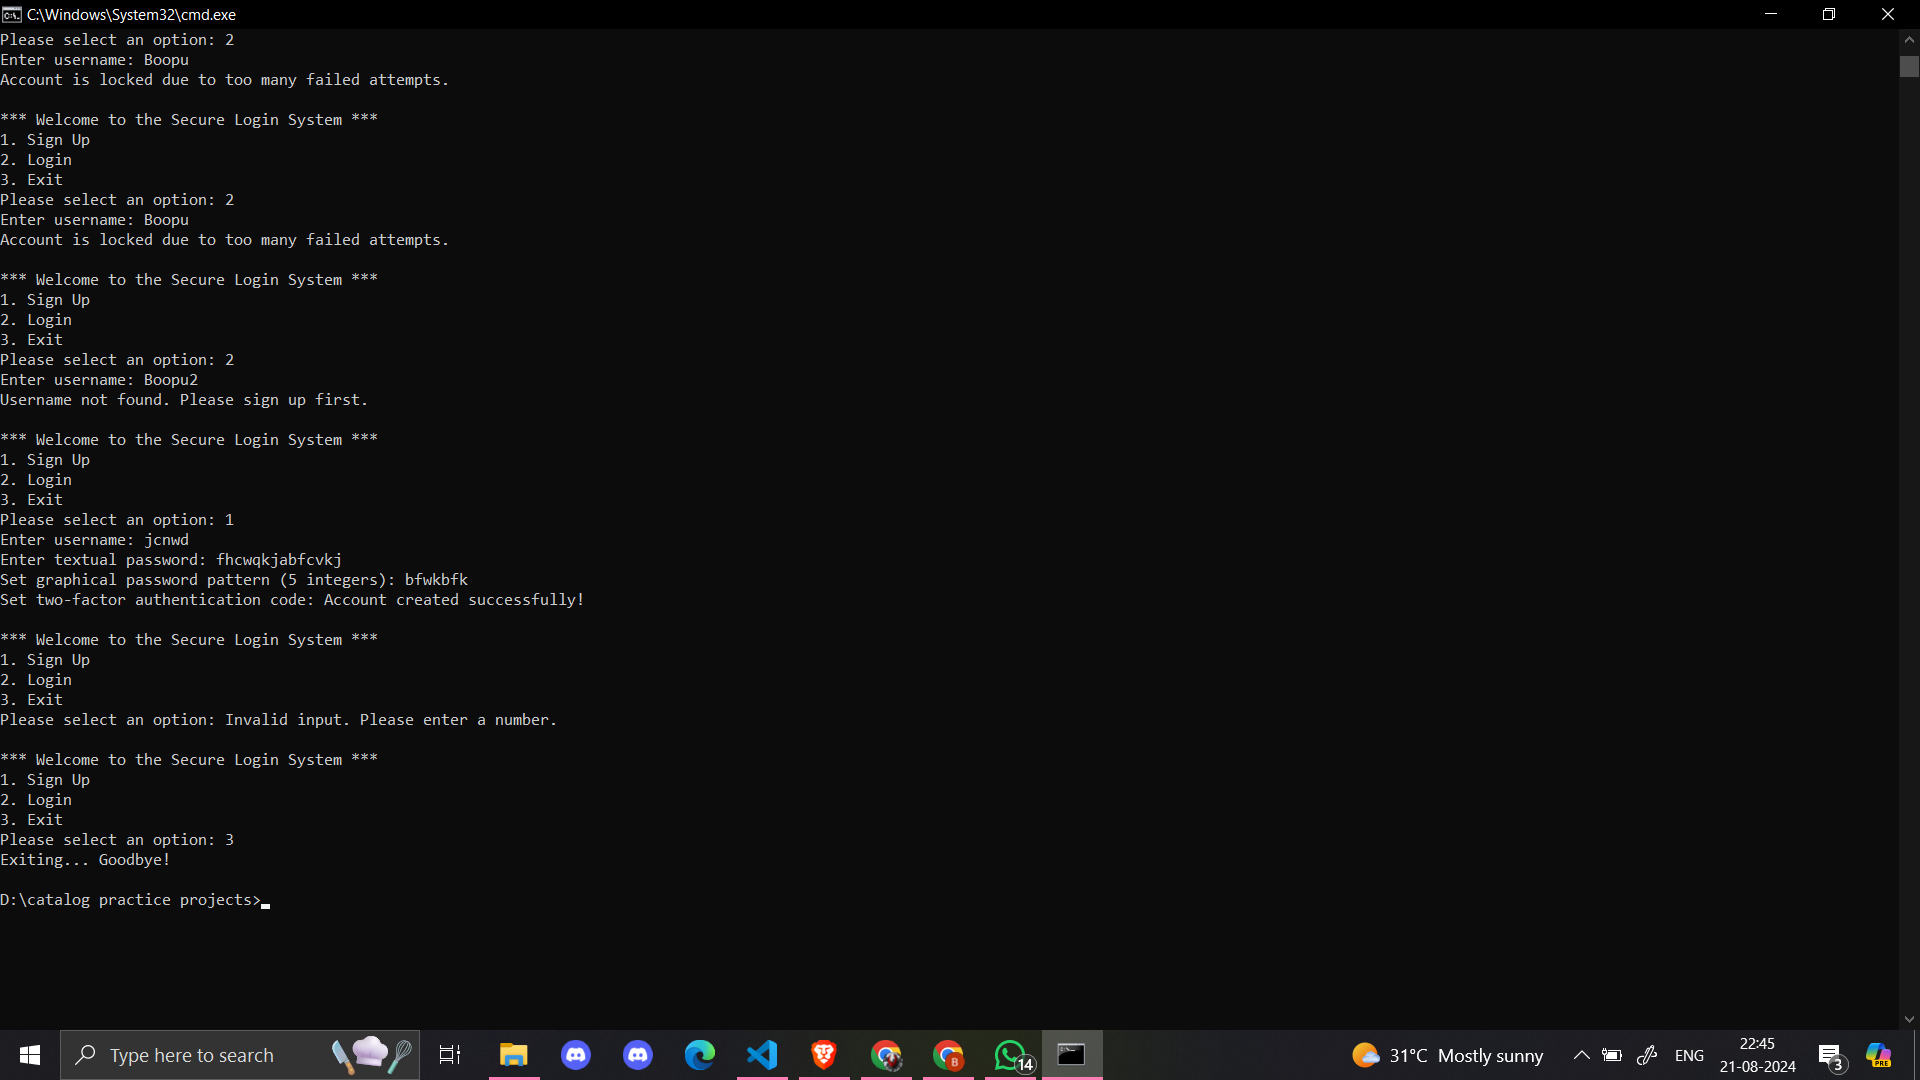 C:\Windows\System32\cmd.exe
Please select an option: 2
Enter username: Boopu
Account is locked due to too many failed attempts.
*** Welcome to the Secure Login System ***
1. Sign Up
2. Login
3. Exit
Please select an option: 2
Enter username: Boopu
Account is locked due to too many failed attempts.
*** Welcome to the Secure Login System ***
1. Sign Up
2. Login
3. Exit
Please select an option: 2
Enter username: Boopu2
Username not found. Please sign up first.
*** Welcome to the Secure Login System ***
1. Sign Up
2. Login
3. Exit
Please select an option: 1
Enter username: jcnwd
Enter textual password: fhcwqkjabfcvkj
Set graphical password pattern (5 integers): bfwkbfk
Set two-factor authentication code: Account created successfully!
*** Welcome to the Secure Login System ***
1. Sign Up
2. Login
3. Exit
Please select an option: Invalid input. Please enter a number.
*** Welcome to the Secure Login System ***
1. Sign Up
2. Login
3. Exit
Please select an option: 3
Exiting... Goodbye!
D:\catalog practice projects>
Type here to search
14
31°C Mostly sunny
ENG
22:45
21-08-2024
3
PRE